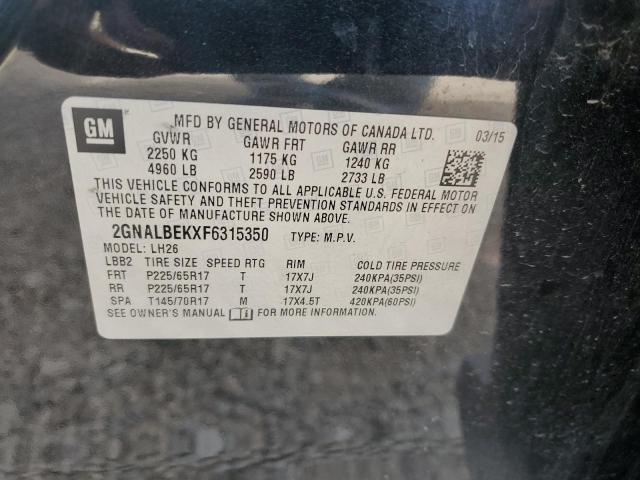 GM
MFD BY GENERAL MOTORS OF CANADA LTD. 03/15
GVWR GAWR FRT GAWR RR
2250 KG 1175 KG 1240 KG
4960 LB 2590 LB 2733 LB
THIS VEHICLE CONFORMS TO ALL APPLICABLE U.S. FEDERAL MOTOR
VEHICLE SAFETY AND THEFT PREVENTION STANDARDS IN EFFECT ON
THE DATE OF MANUFACTURE SHOWN ABOVE.
2GNALBEKXF6315350 TYPE: M.P.V.
MODEL: LH26
LBB2 TIRE SIZE SPEED RTG RIM COLD TIRE PRESSURE
FRT P225/65R17 T 17X7J 240KPA(35PSI)
RR P225/65R17 T 17X7J 240KPA(35PSI)
SPA T145/70R17 M 17X4.5T 420KPA(60PSI)
SEE OWNER'S MANUAL FOR MORE INFORMATION.